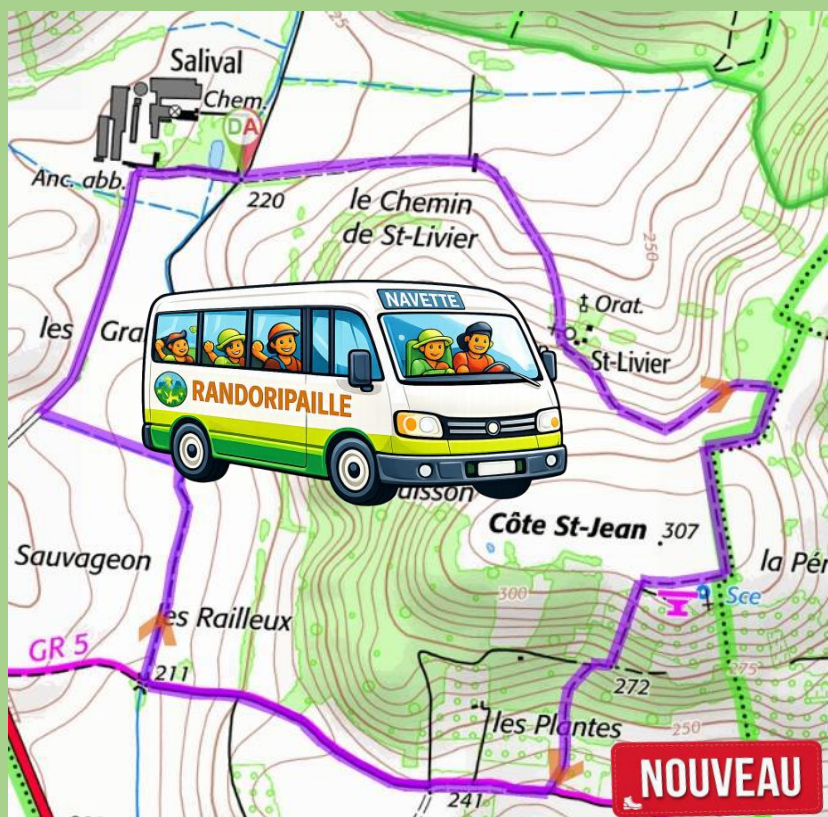 Salival
Chem.
DA
Anc. abb.
220
le Chemin
de St-Livier
250
Orat.
St-Livier
NAVETTE
les Gra
RANDORIPAILLE
Côte St-Jean
307
Sauvageon
la Pé
300
Sce
les Railleux
GR 5
211
272
275
les Plantes
250
241
NOUVEAU